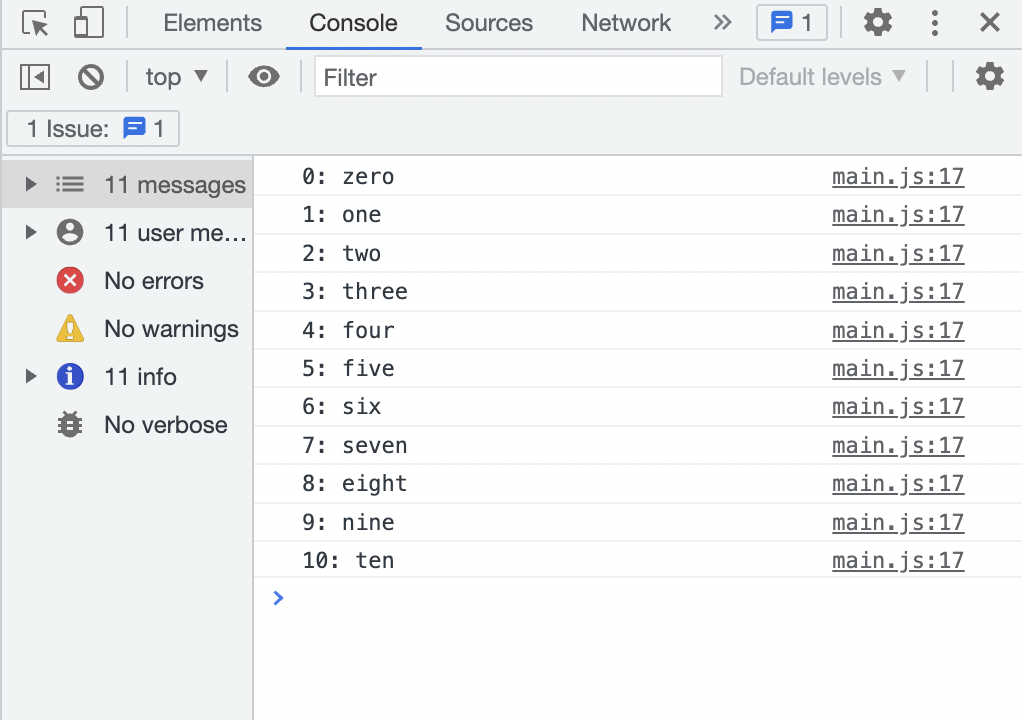 Elements Console Sources Network » 1
top Filter Default levels
1 Issue: 1
11 messages
11 user me…
No errors
No warnings
11 info
No verbose
0: zero main.js:17
1: one main.js:17
2: two main.js:17
3: three main.js:17
4: four main.js:17
5: five main.js:17
6: six main.js:17
7: seven main.js:17
8: eight main.js:17
9: nine main.js:17
10: ten main.js:17